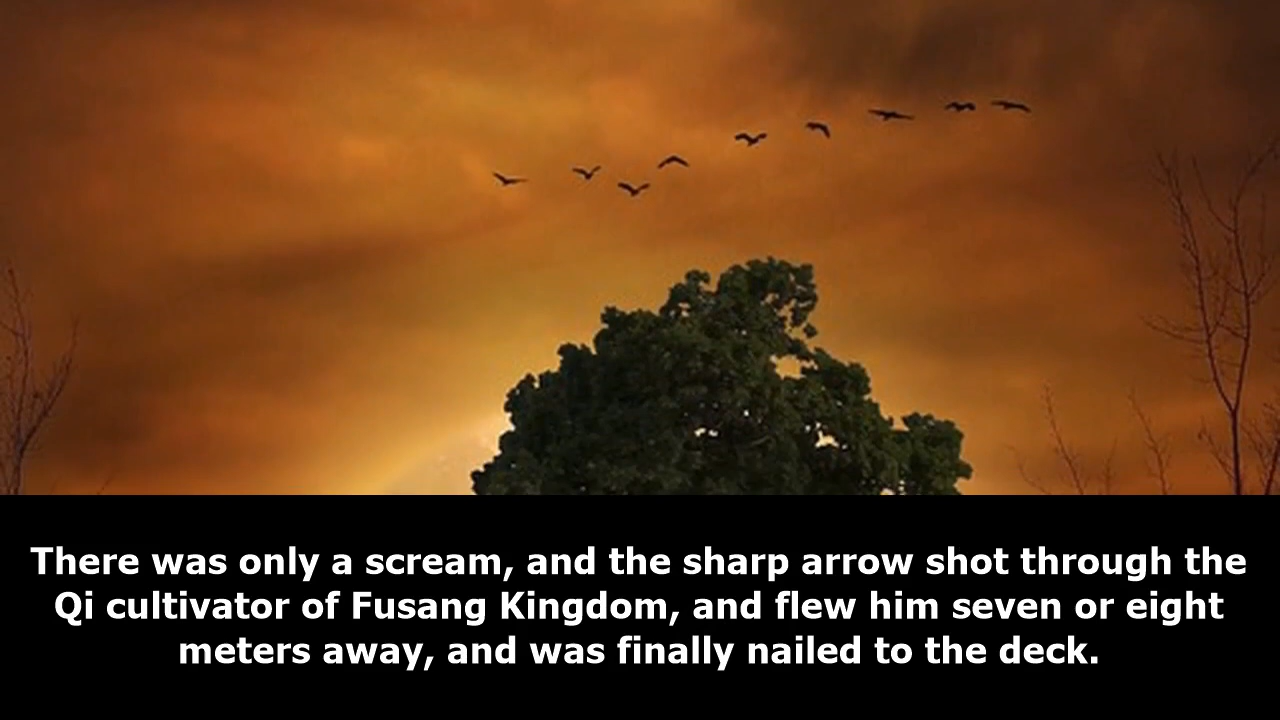 There was only a scream, and the sharp arrow shot through the
Qi cultivator of Fusang Kingdom, and flew him seven or eight
meters away, and was finally nailed to the deck.